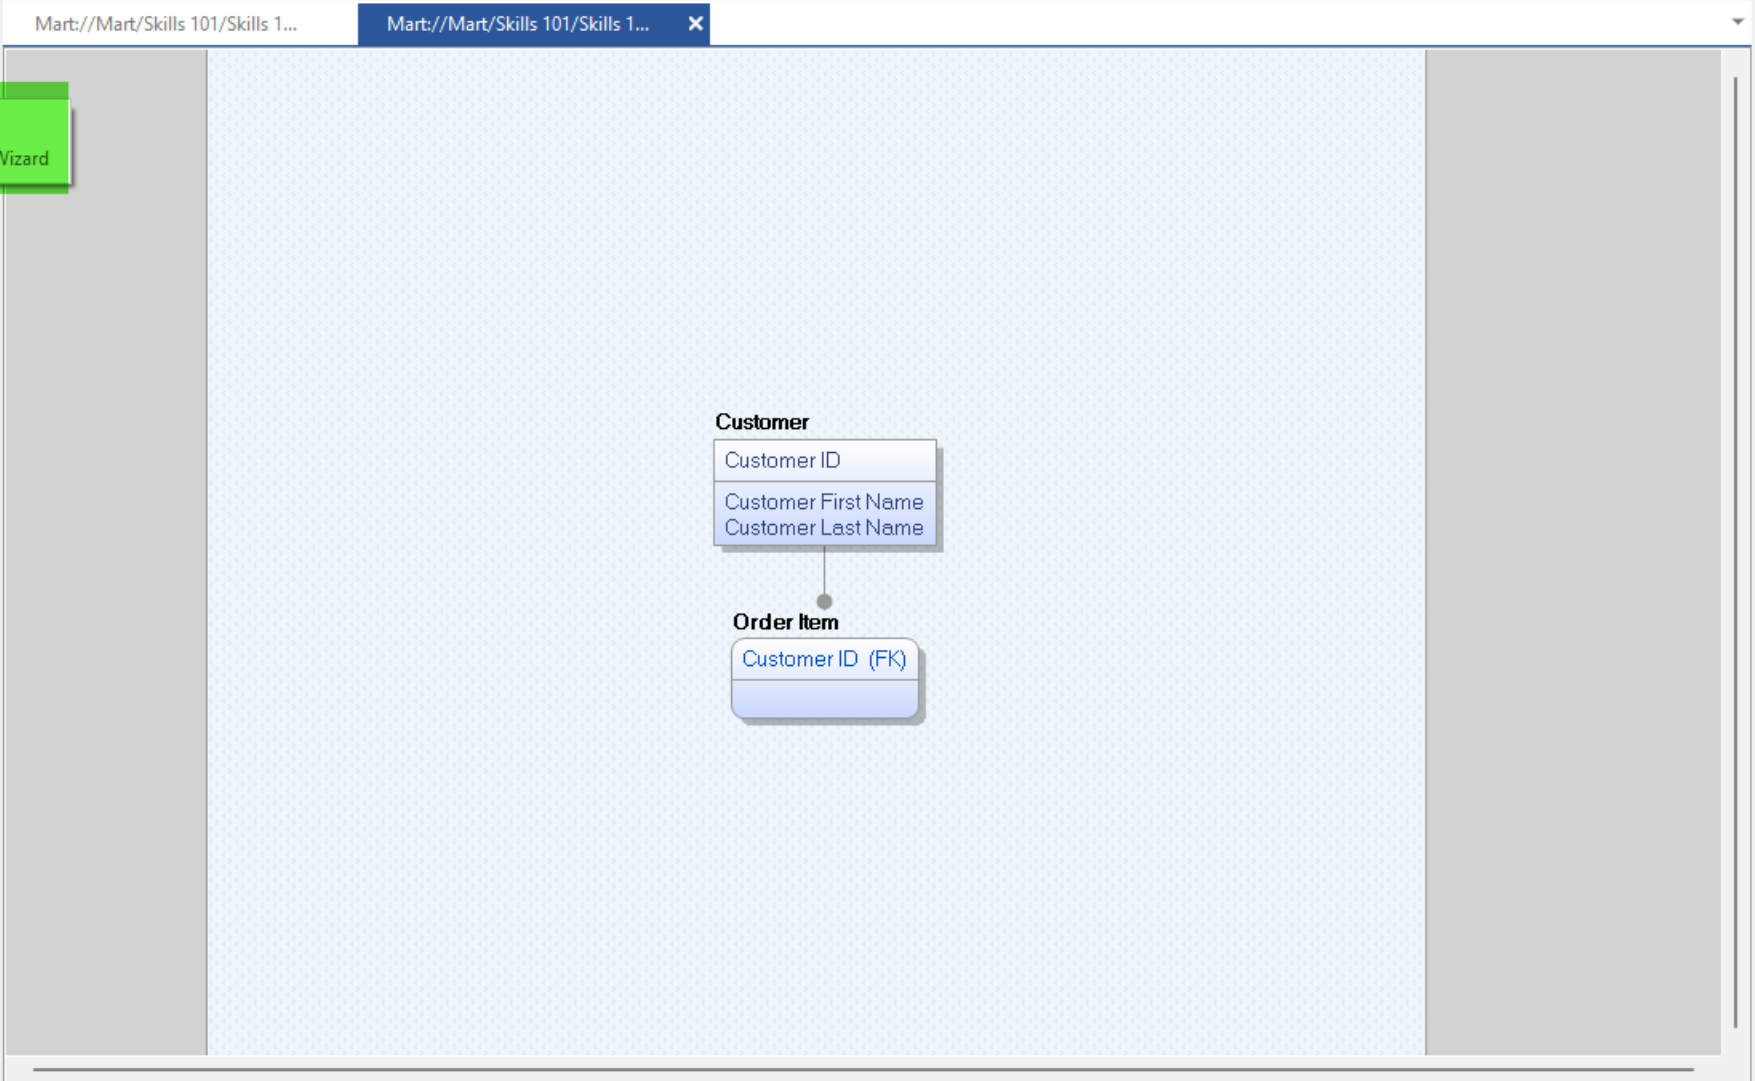 Mart://Mart/Skills 101/Skills 1...
Mart://Mart/Skills 101/Skills 1...
Wizard
Customer
Customer ID
Customer First Name
Customer Last Name
Order Item
Customer ID (FK)